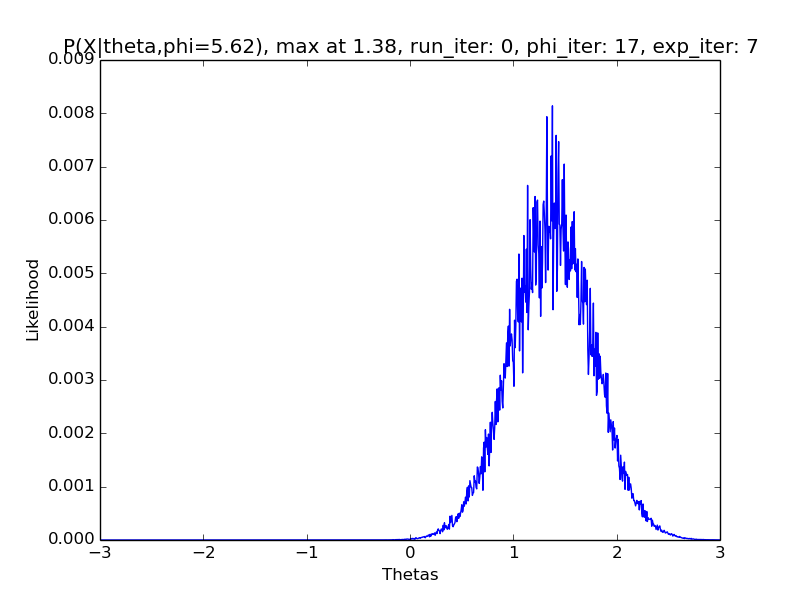 P(X|theta,phi=5.62), max at 1.38, run_iter: 0, phi_iter: 17, exp_iter: 7
0.009
0.008
0.007
0.006
0.005
0.004
0.003
0.002
0.001
0.000
Likelihood
−3 −2 −1 0 1 2 3
Thetas